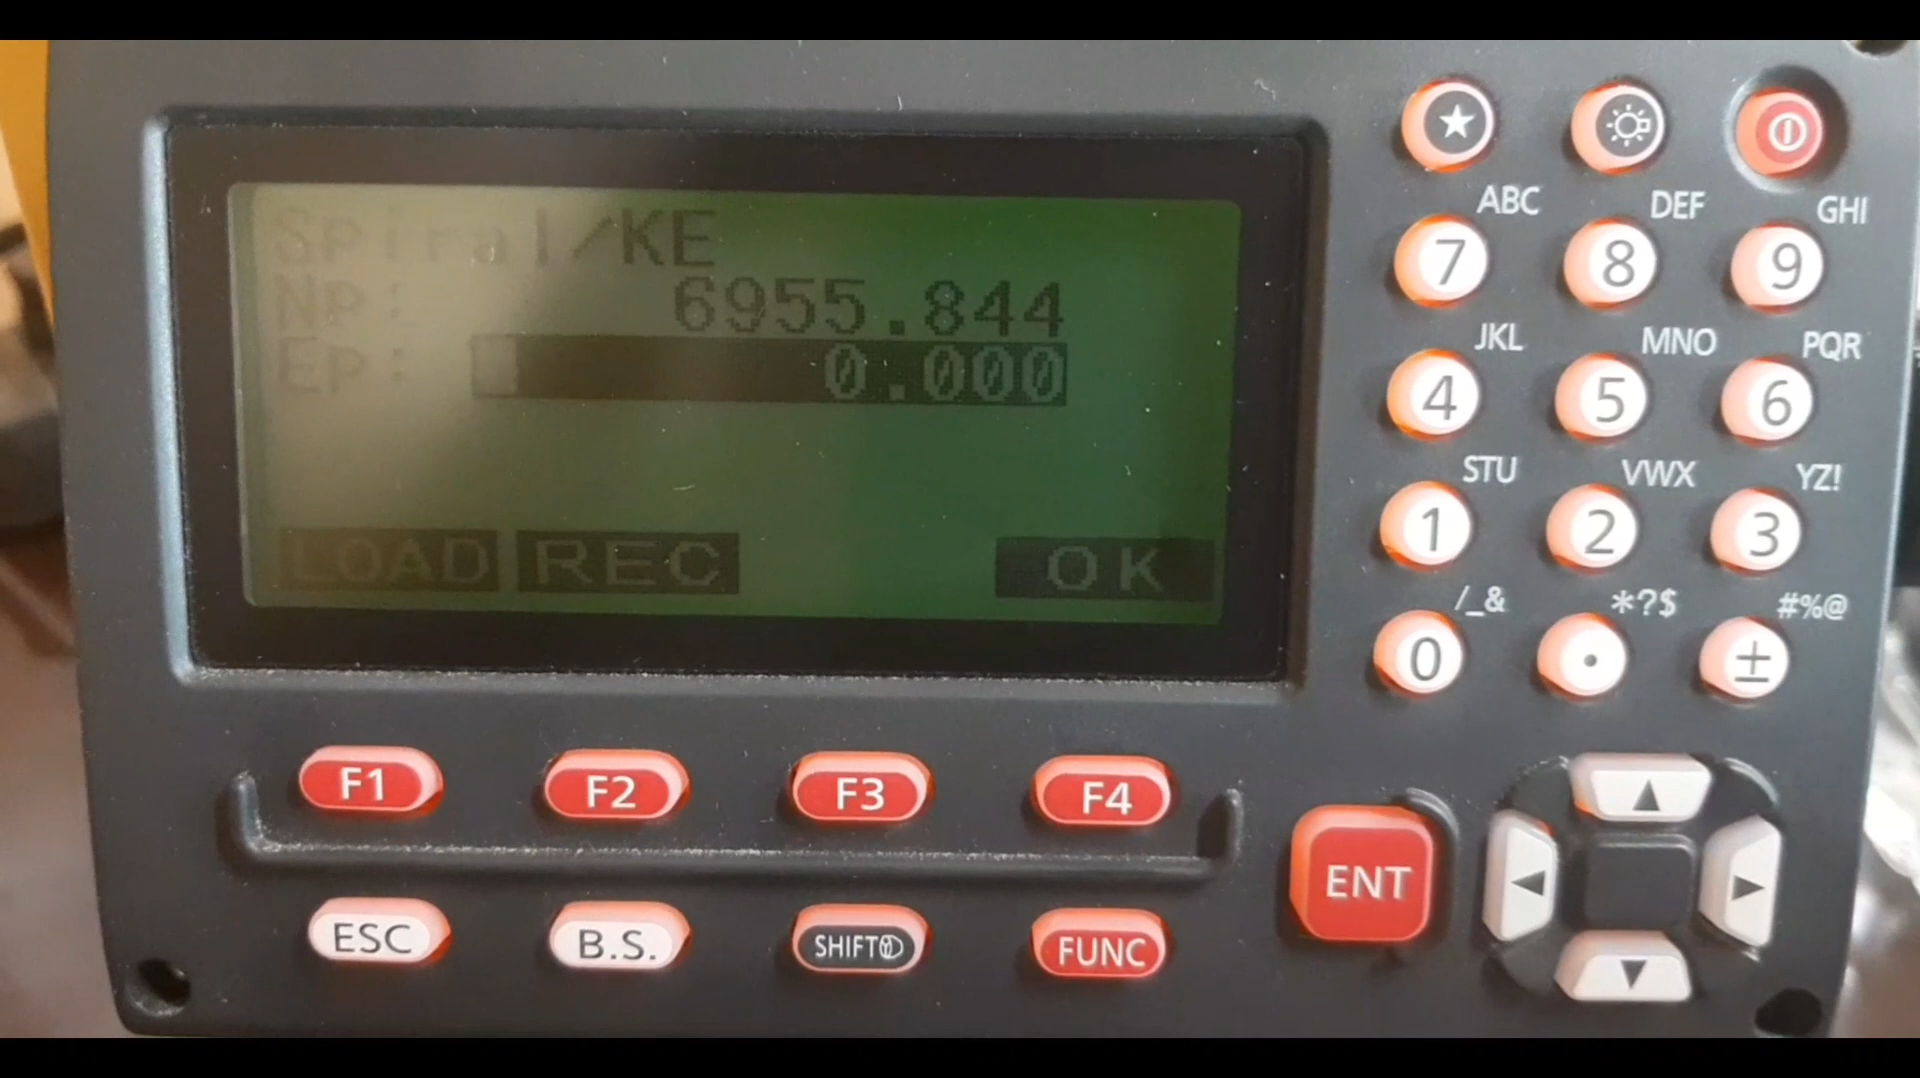 Spiral/KE
Np: 6955.844
Ep: 0.000
LOAD REC OK
★
ABC DEF GHI
7 8 9
JKL MNO PQR
4 5 6
STU VWX YZ!
1 2 3
/_& *?$ #%@
0 . ±
F1 F2 F3 F4
ENT
ESC B.S. SHIFT FUNC